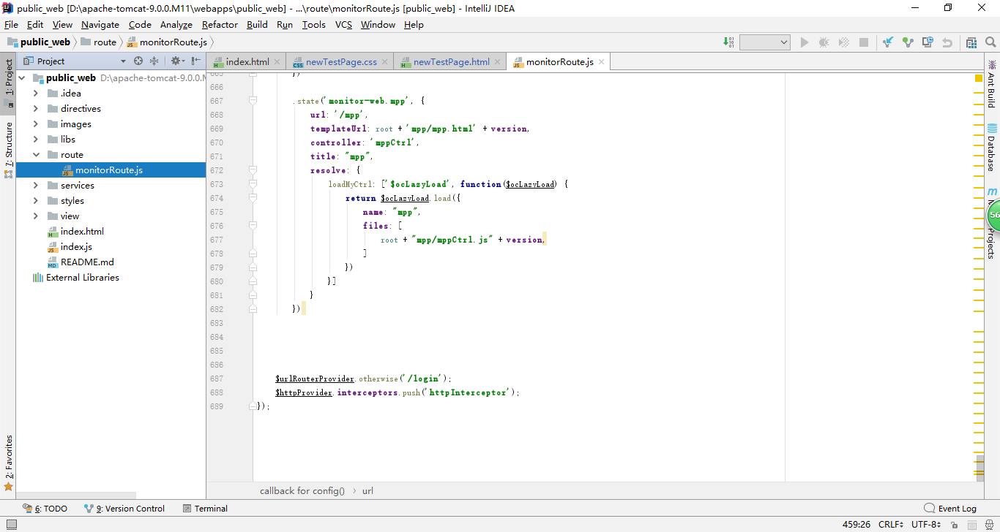 public_web [D:\apache-tomcat-9.0.0.M11\webapps\public_web] - ...\route\monitorRoute.js [public_web] - IntelliJ IDEA
File Edit View Navigate Code Analyze Refactor Build Run Tools VCS Window Help
public_web route monitorRoute.js
Project
index.html newTestPage.css newTestPage.html monitorRoute.js
1: Project
7: Structure
2: Favorites
public_web D:\apache-tomcat-9.0.0.M
.idea
directives
images
libs
route
monitorRoute.js
services
styles
view
index.html
index.js
README.md
External Libraries
665 })
666
667 .state('monitor-web.mpp', {
668 url: '/mpp',
669 templateUrl: root + 'mpp/mpp.html' + version,
670 controller: 'mppCtrl',
671 title: "mpp",
672 resolve: {
673 loadMyCtrl: ['$ocLazyLoad', function($ocLazyLoad) {
674 return $ocLazyLoad.load({
675 name: "mpp",
676 files: [
677 root + "mpp/mppCtrl.js" + version,
678 ]
679 })
680 }]
681 }
682 })
683
684
685
686
687 $urlRouterProvider.otherwise('/login');
688 $httpProvider.interceptors.push('httpInterceptor');
689 });
callback for config() url
Ant Build
Database
56
Projects
6: TODO 9: Version Control Terminal Event Log
459:26 CRLF UTF-8